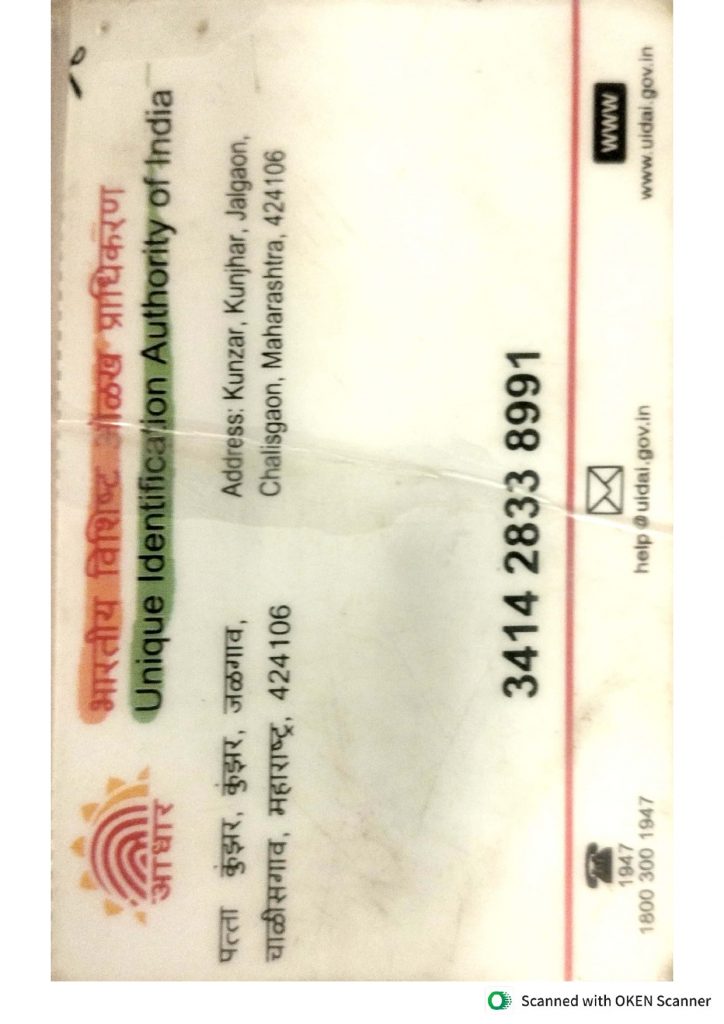 आधार
भारतीय विशिष्ट ओळख प्राधिकरण
Unique Identification Authority of India
पत्ता कुंझर, कुंझर, जळगाव,
चाळीसगाव, महाराष्ट्र, 424106
Address: Kunzar, Kunjhar, Jalgaon,
Chalisgaon, Maharashtra, 424106
3414 2833 8991
1947
1800 300 1947
help@uidai.gov.in
WWW
www.uidai.gov.in
Scanned with OKEN Scanner